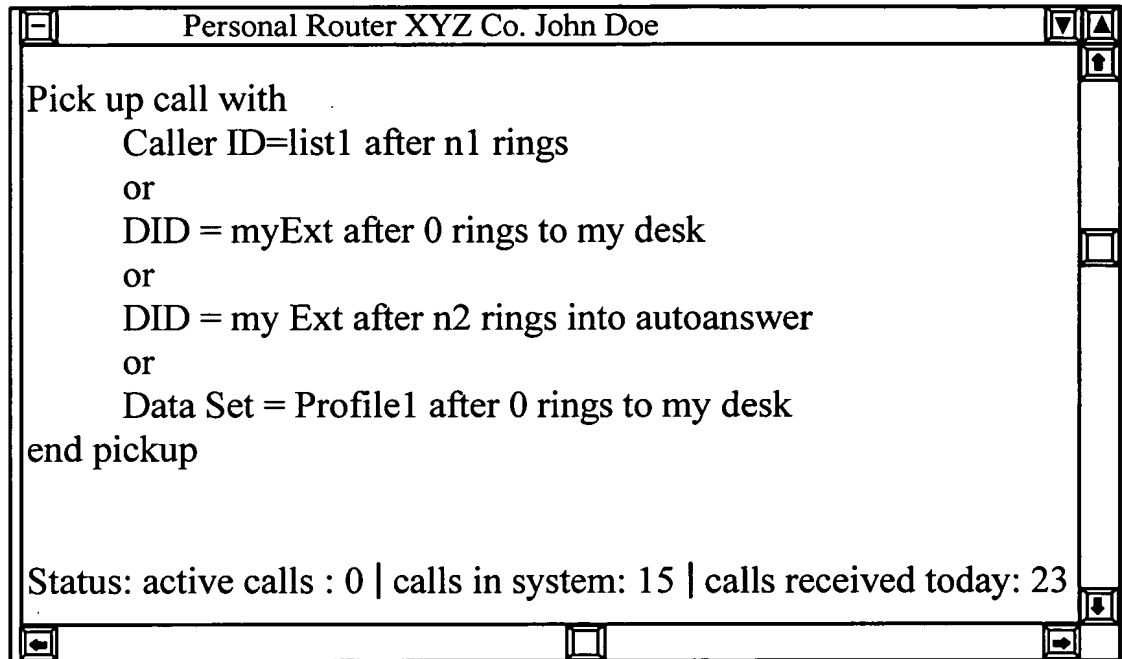 Personal Router XYZ Co. John Doe
Pick up call with
Caller ID=list1 after n1 rings
or
DID = myExt after 0 rings to my desk
or
DID = my Ext after n2 rings into autoanswer
or
Data Set = Profile1 after 0 rings to my desk
end pickup
Status: active calls : 0 | calls in system: 15 | calls received today: 23